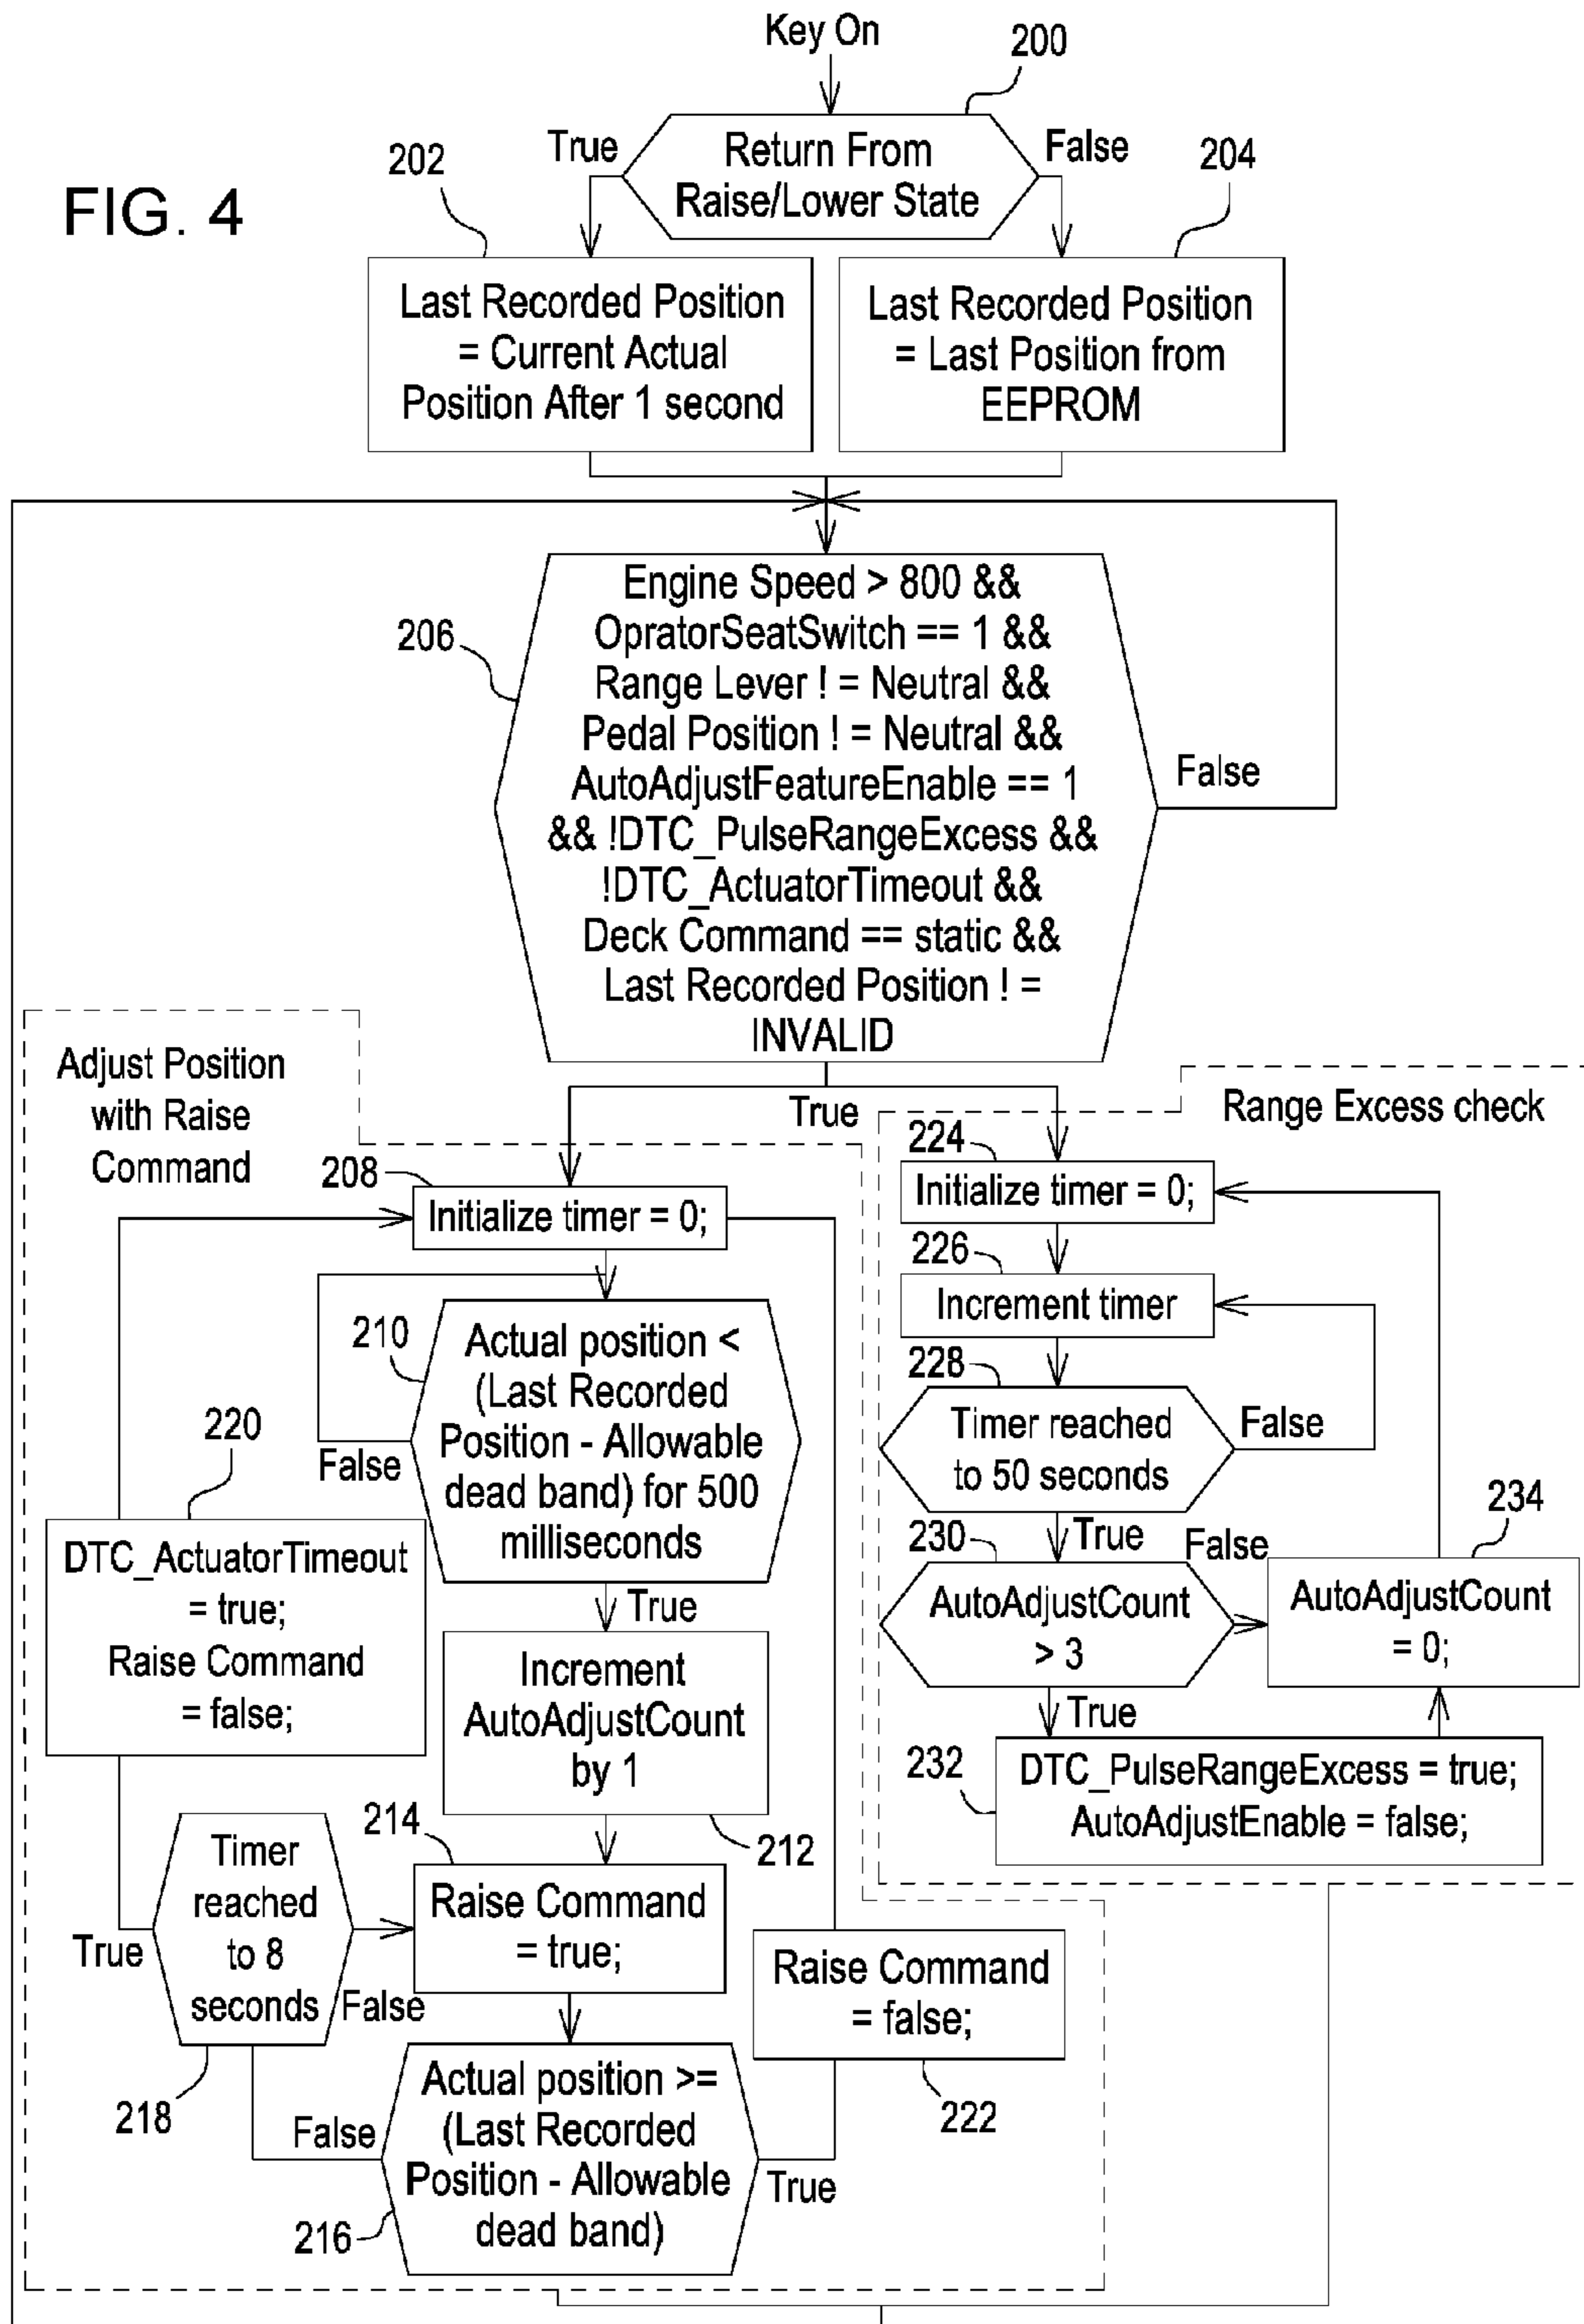 Key On
200
True
Return From
Raise/Lower State
False
202
204
FIG. 4
Last Recorded Position
= Current Actual
Position After 1 second
Last Recorded Position
= Last Position from
EEPROM
206
Engine Speed > 800 &&
OpratorSeatSwitch == 1 &&
Range Lever ! = Neutral &&
Pedal Position ! = Neutral &&
AutoAdjustFeatureEnable == 1
&& !DTC_PulseRangeExcess &&
!DTC_ActuatorTimeout &&
Deck Command == static &&
Last Recorded Position ! =
INVALID
False
True
Adjust Position
with Raise
Command
208
Initialize timer = 0;
210
Actual position <
(Last Recorded
Position - Allowable
dead band) for 500
milliseconds
False
True
220
DTC_ActuatorTimeout
= true;
Raise Command
= false;
Increment
AutoAdjustCount
by 1
212
214
Raise Command
= true;
Timer
reached
to 8
seconds
True
False
218
Actual position >=
(Last Recorded
Position - Allowable
dead band)
False
True
216
Raise Command
= false;
222
Range Excess check
224
Initialize timer = 0;
226
Increment timer
228
Timer reached
to 50 seconds
False
True
230
AutoAdjustCount
> 3
False
True
234
AutoAdjustCount
= 0;
232
DTC_PulseRangeExcess = true;
AutoAdjustEnable = false;